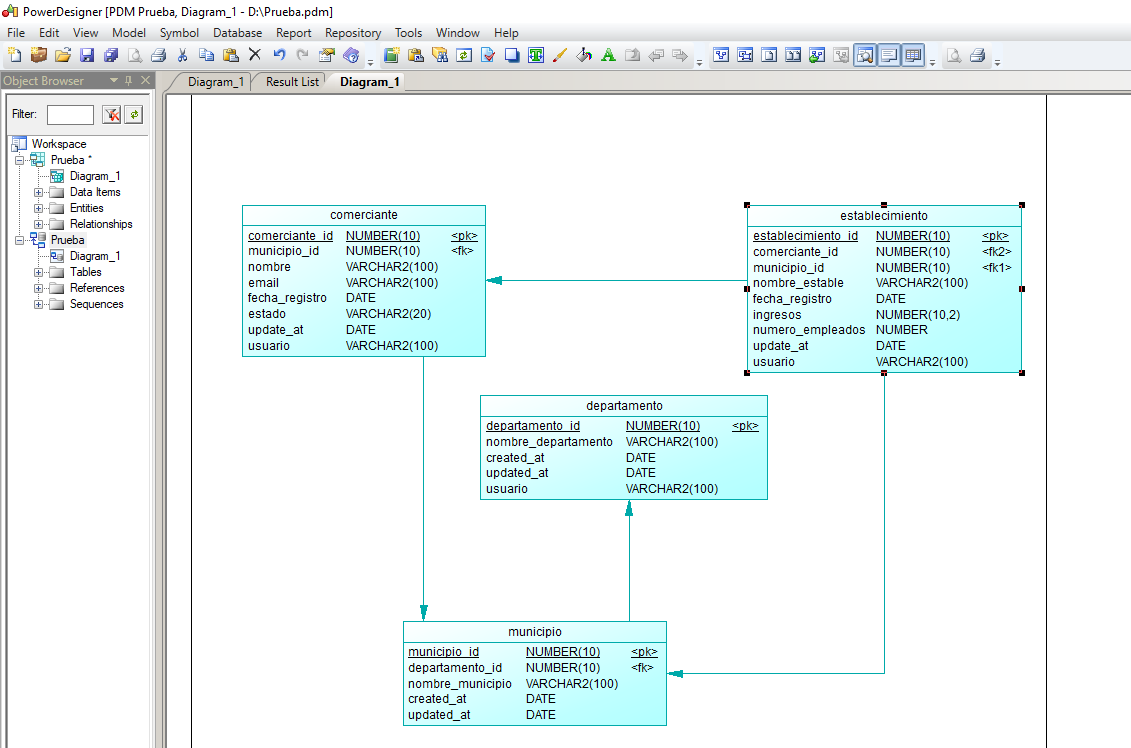 PowerDesigner [PDM Prueba, Diagram_1 - D:\Prueba.pdm]
File Edit View Model Symbol Database Report Repository Tools Window Help
Object Browser
Diagram_1 Result List Diagram_1
Filter:
Workspace
Prueba *
Diagram_1
Data Items
Entities
Relationships
Prueba
Diagram_1
Tables
References
Sequences
comerciante
comerciante_id NUMBER(10) <pk>
municipio_id NUMBER(10) <fk>
nombre VARCHAR2(100)
email VARCHAR2(100)
fecha_registro DATE
estado VARCHAR2(20)
update_at DATE
usuario VARCHAR2(100)
establecimiento
establecimiento_id NUMBER(10) <pk>
comerciante_id NUMBER(10) <fk2>
municipio_id NUMBER(10) <fk1>
nombre_estable VARCHAR2(100)
fecha_registro DATE
ingresos NUMBER(10,2)
numero_empleados NUMBER
update_at DATE
usuario VARCHAR2(100)
departamento
departamento_id NUMBER(10) <pk>
nombre_departamento VARCHAR2(100)
created_at DATE
updated_at DATE
usuario VARCHAR2(100)
municipio
municipio_id NUMBER(10) <pk>
departamento_id NUMBER(10) <fk>
nombre_municipio VARCHAR2(100)
created_at DATE
updated_at DATE